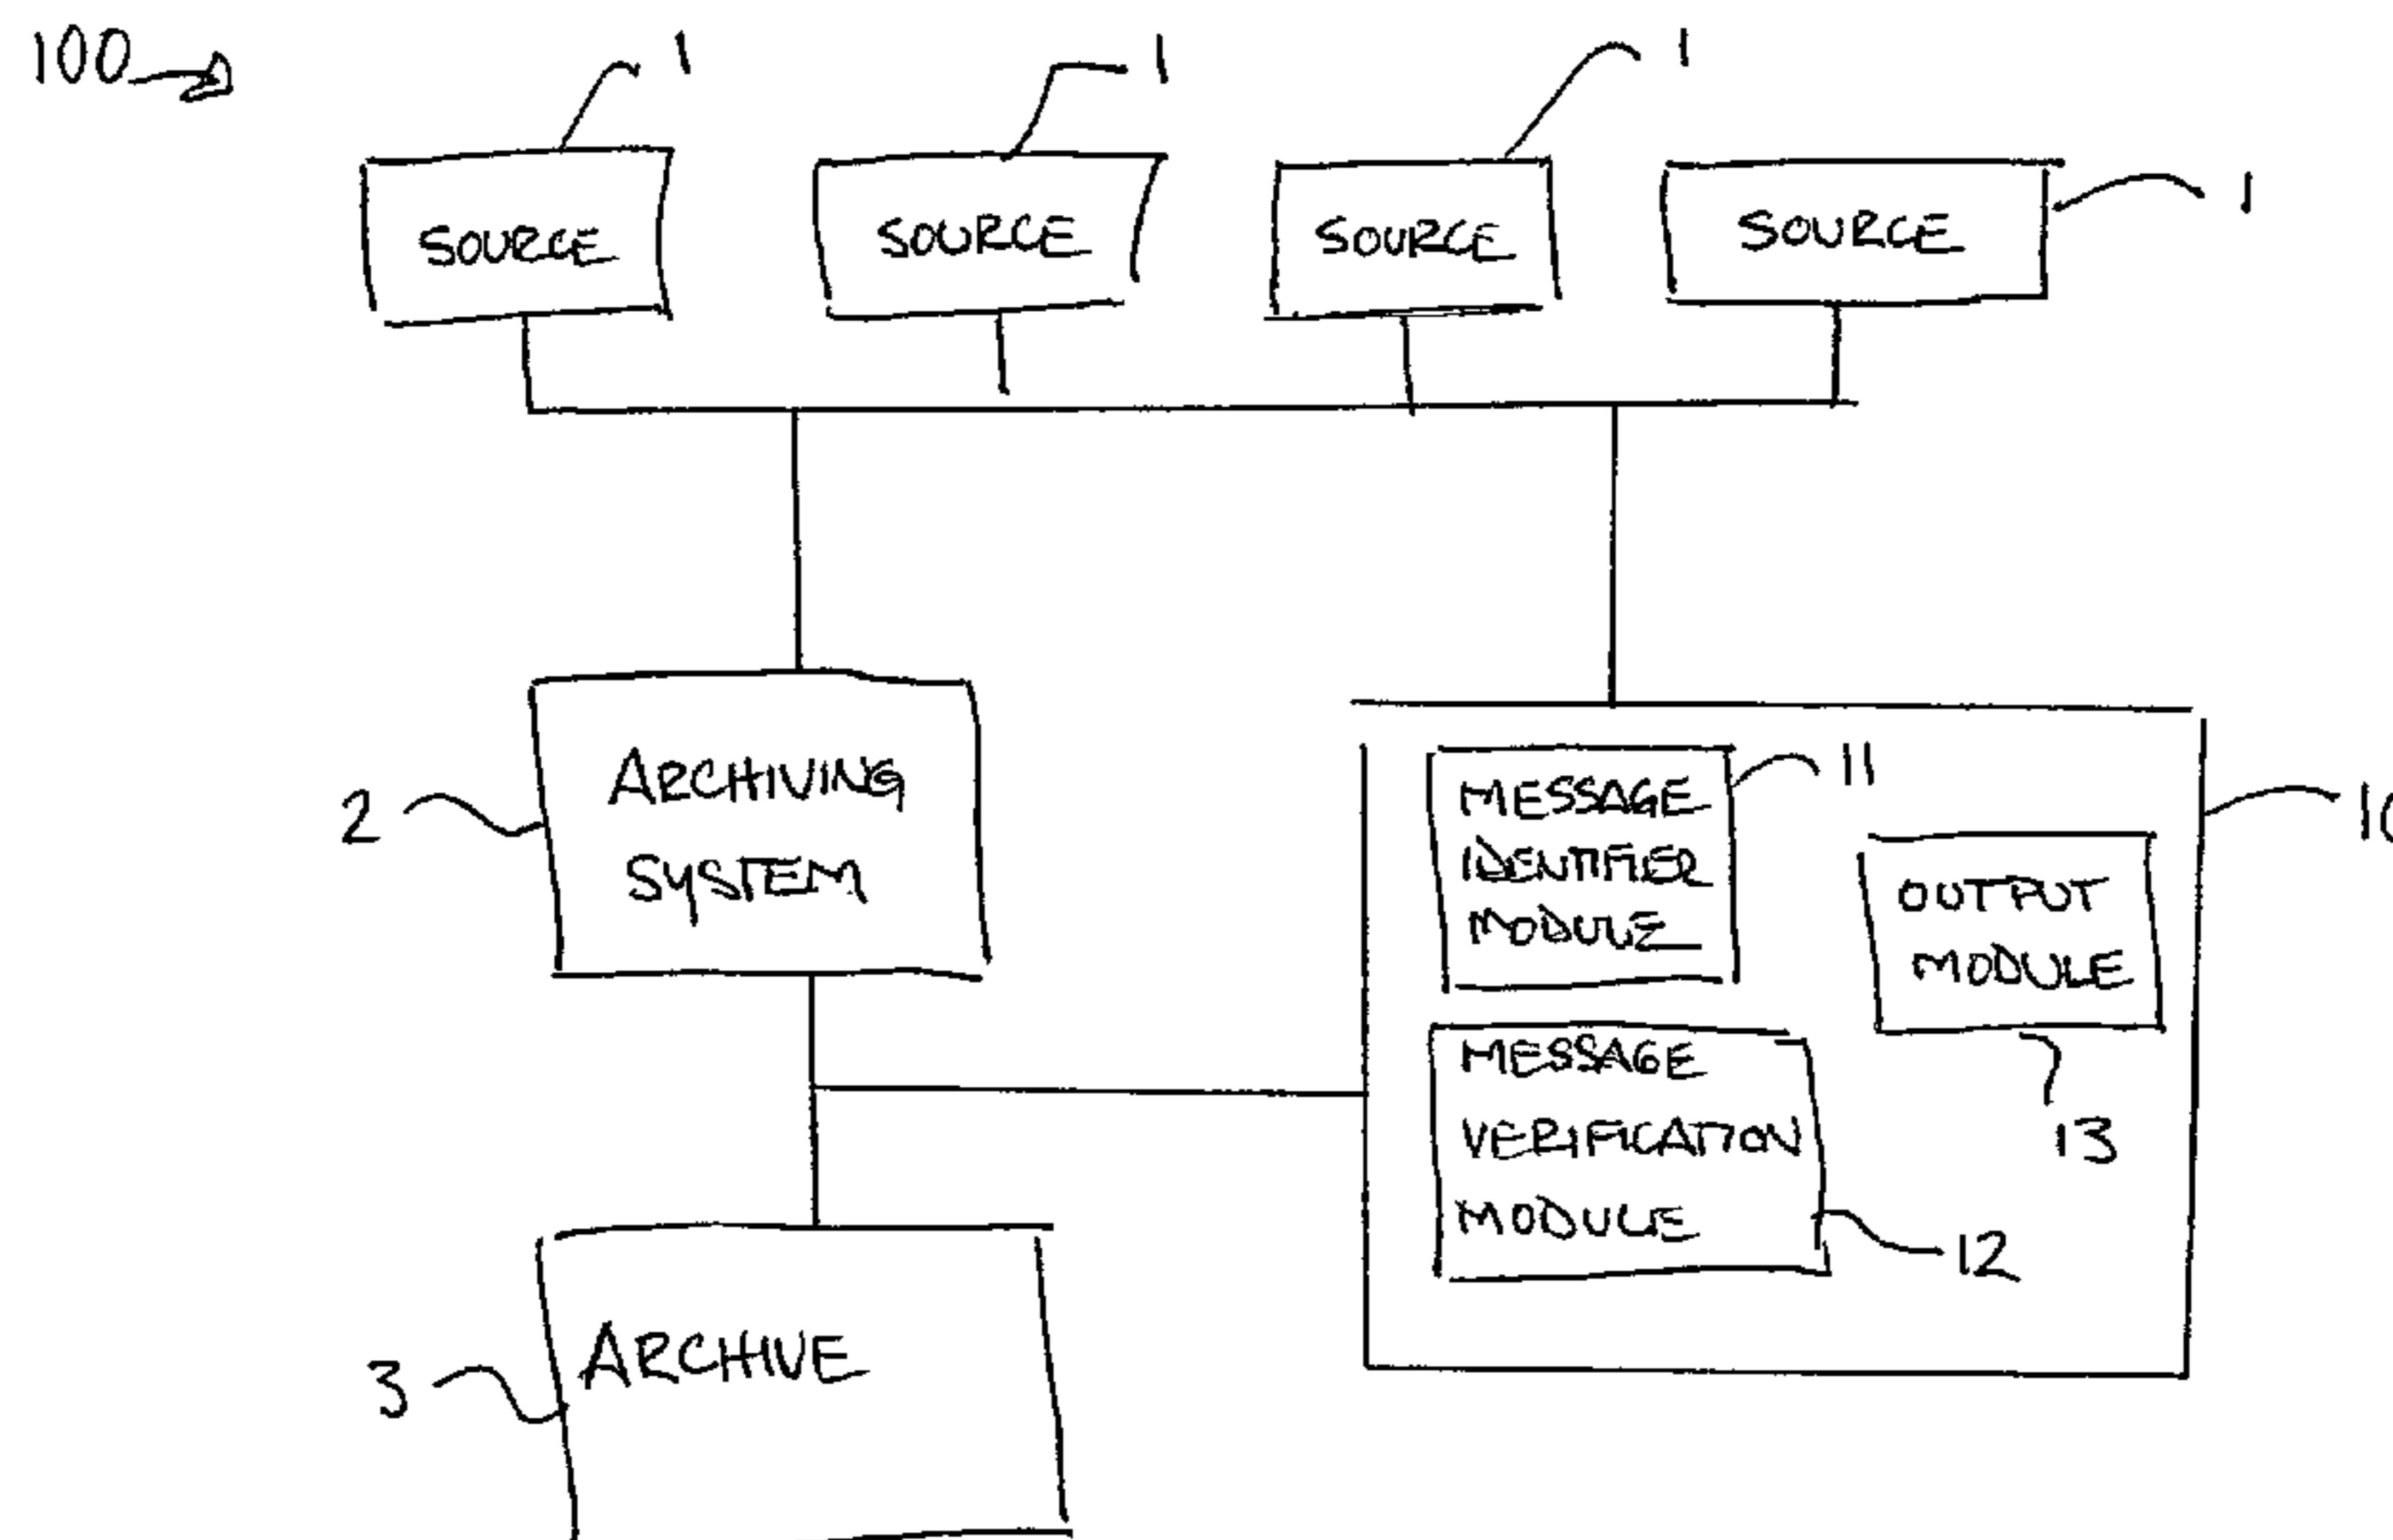 100
1
1
1
1
SOURCE
SOURCE
SOURCE
SOURCE
ARCHIVING
SYSTEM
2
MESSAGE
IDENTIFIER
MODULE
11
10
OUTPUT
MODULE
13
MESSAGE
VERIFICATION
MODULE
12
ARCHIVE
3